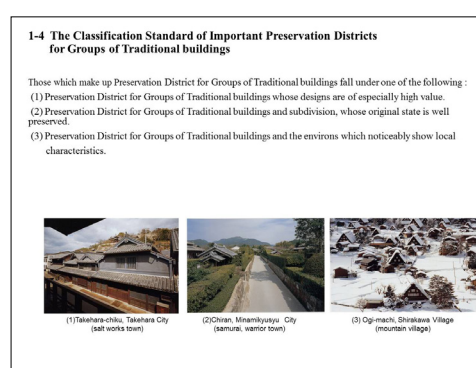 1-4 The Classification Standard of Important Preservation Districts
for Groups of Traditional buildings
Those which make up Preservation District for Groups of Traditional buildings fall under one of the following :
(1) Preservation District for Groups of Traditional buildings whose designs are of especially high value.
(2) Preservation District for Groups of Traditional buildings and subdivision, whose original state is well
preserved.
(3) Preservation District for Groups of Traditional buildings and the environs which noticeably show local
characteristics.
(1)Takehara-chiku, Takehara City
(salt works town)
(2)Chiran, Minamikyusyu City
(samurai, warrior town)
(3) Ogi-machi, Shirakawa Village
(mountain village)